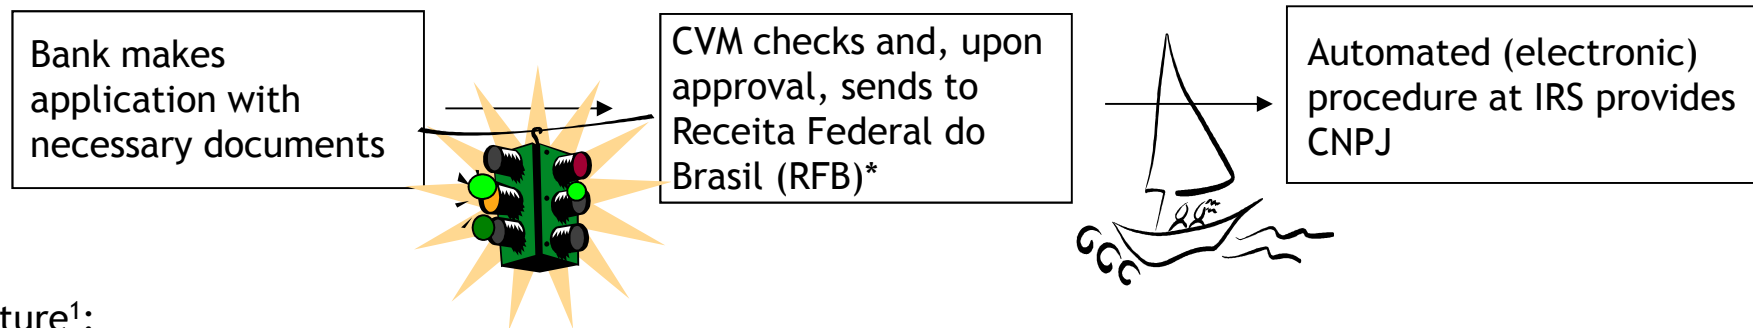 Bank makes
application with
necessary documents
CVM checks and, upon
approval, sends to
Receita Federal do
Brasil (RFB)*
Automated (electronic)
procedure at IRS provides
CNPJ
ture¹: